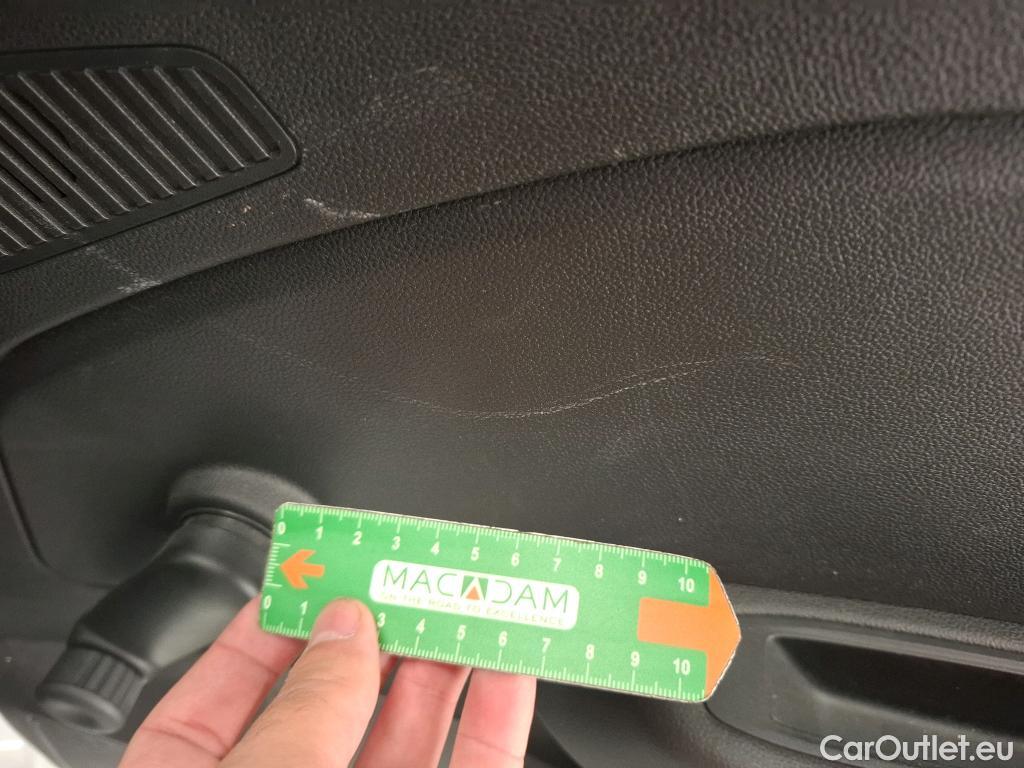 0 1 2 3 4 5 6 7 8 9 10
MACADAM
ON THE ROAD TO EXCELLENCE
0 1 3 4 5 6 7 8 9 10
CarOutlet.eu